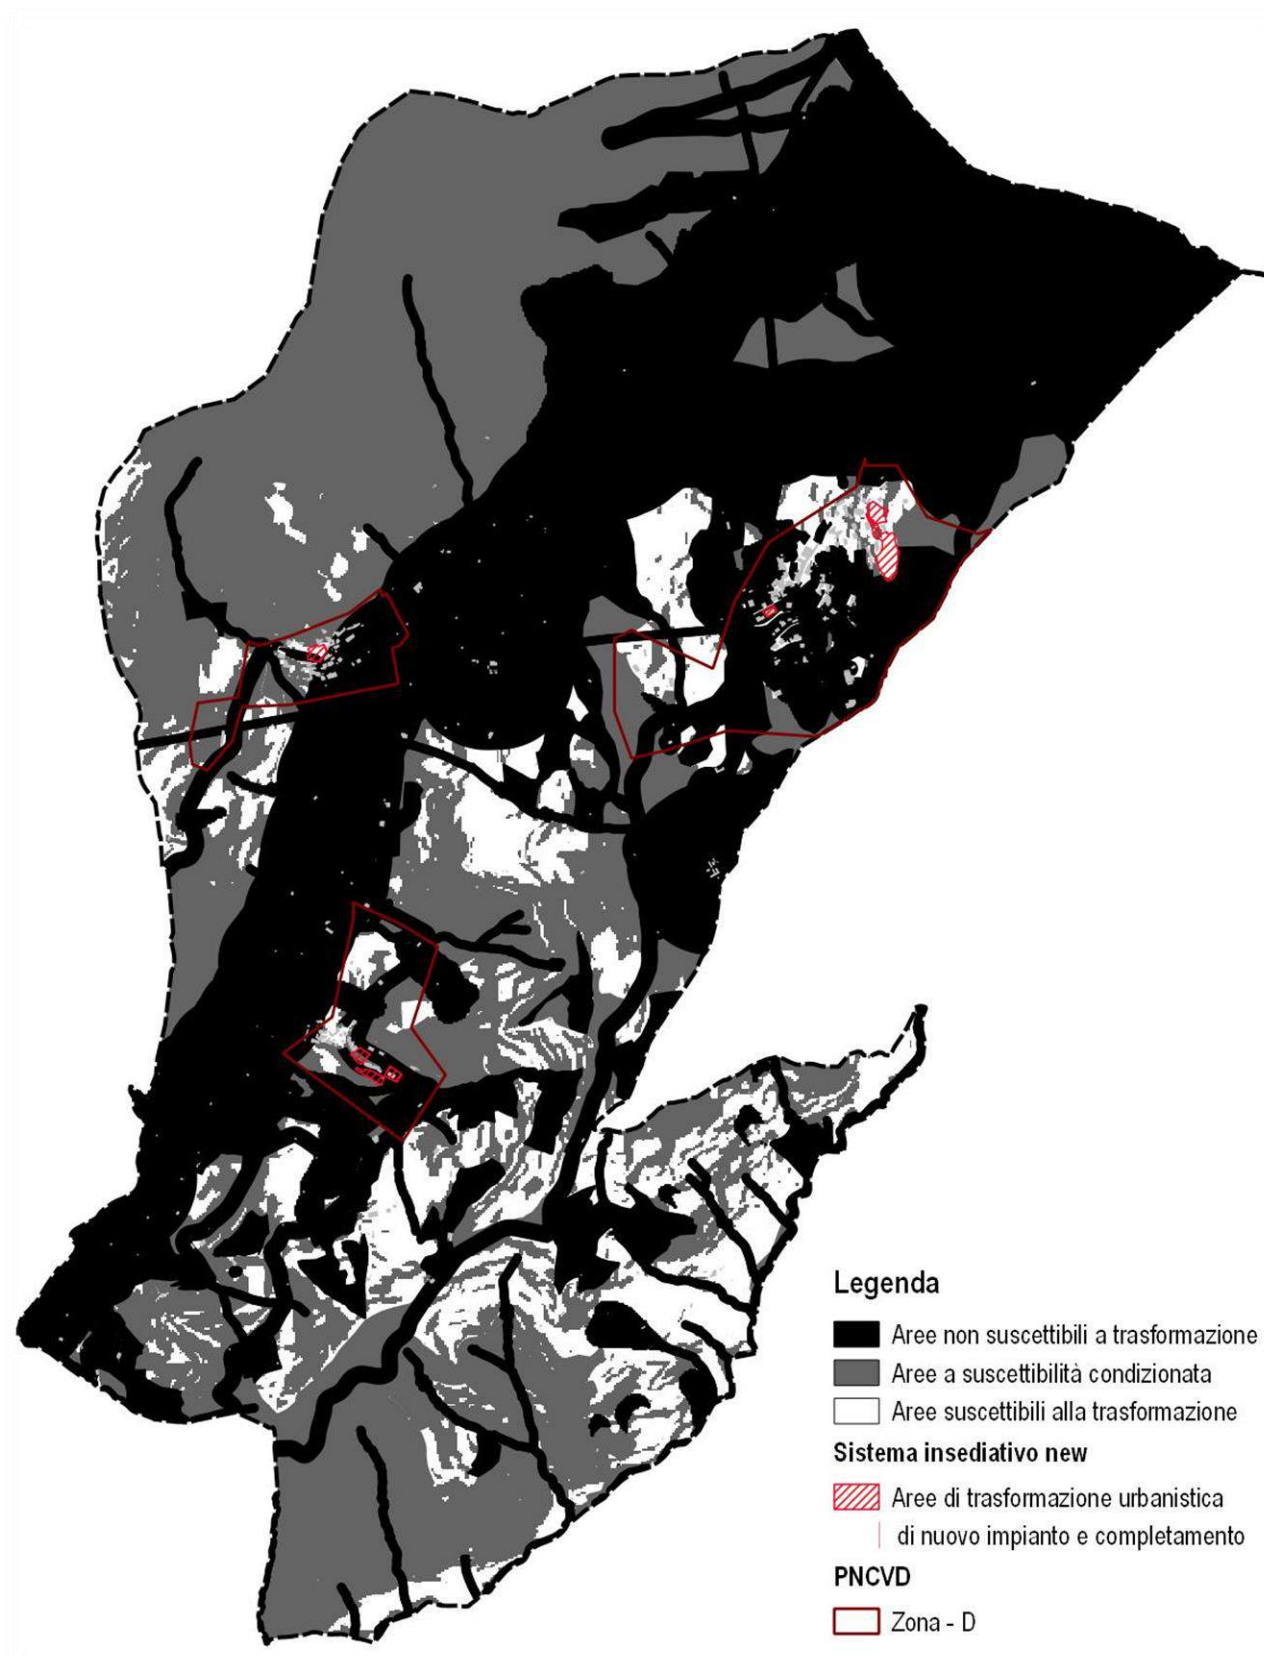 Legenda
Aree non suscettibili a trasformazione
Aree a suscettibilità condizionata
Aree suscettibili alla trasformazione
Sistema insediativo new
Aree di trasformazione urbanistica
di nuovo impianto e completamento
PNCVD
Zona - D